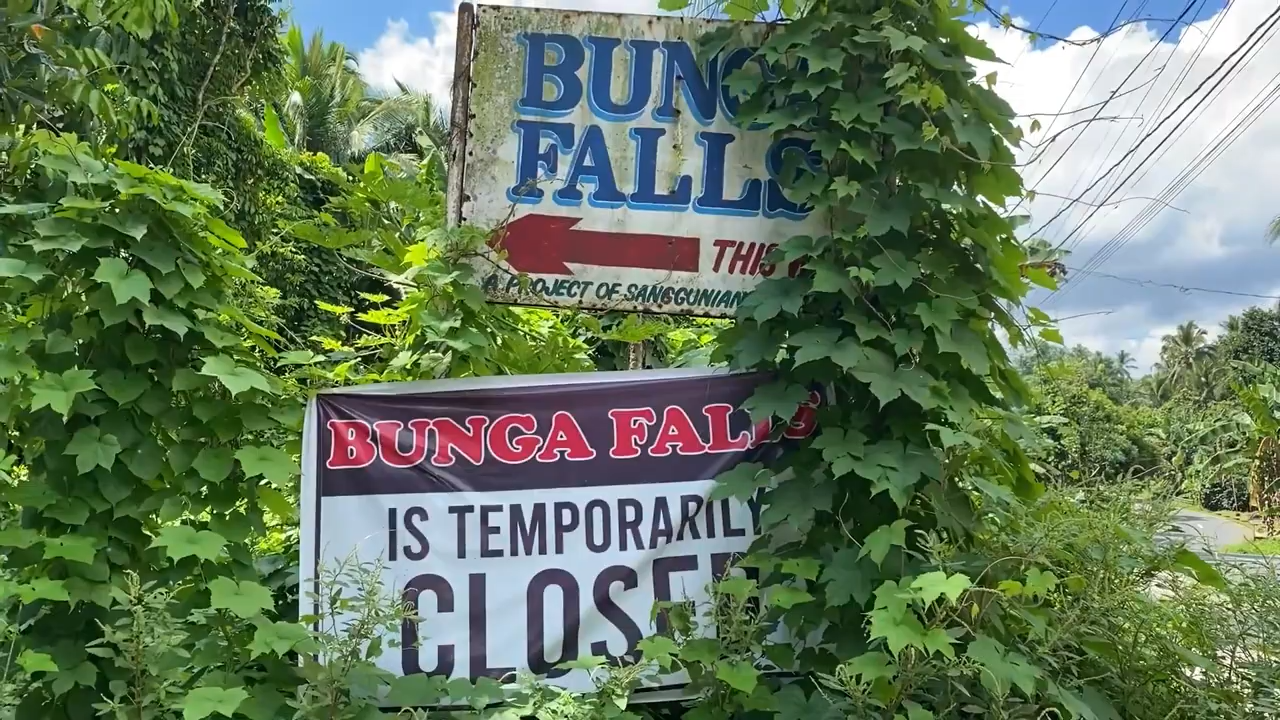 BUNGA
FALLS
THIS
A PROJECT OF SANGGUNIAN
BUNGA FALLS
IS TEMPORARILY
CLOSED